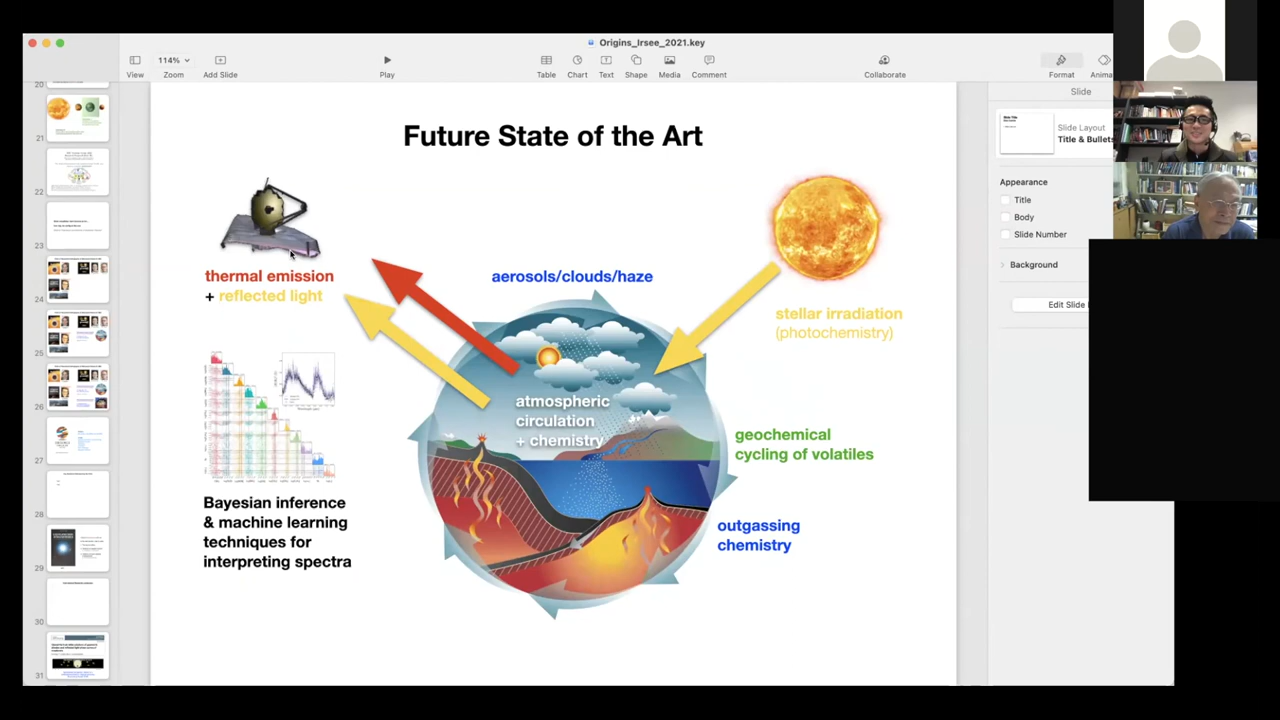 Origins_Irsee_2021.key
114%
View
Zoom
Add Slide
Play
Table
Chart
Text
Shape
Media
Comment
Collaborate
Format
Anima
20
21
22
23
24
25
26
27
28
29
30
31
Future State of the Art
thermal emission
+ reflected light
aerosols/clouds/haze
stellar irradiation
(photochemistry)
atmospheric
circulation
+ chemistry
geochemical
cycling of volatiles
outgassing
chemistry
Bayesian inference
& machine learning
techniques for
interpreting spectra
Slide
Slide Layout
Title & Bullets
Appearance
Title
Body
Slide Number
Background
Edit Slide